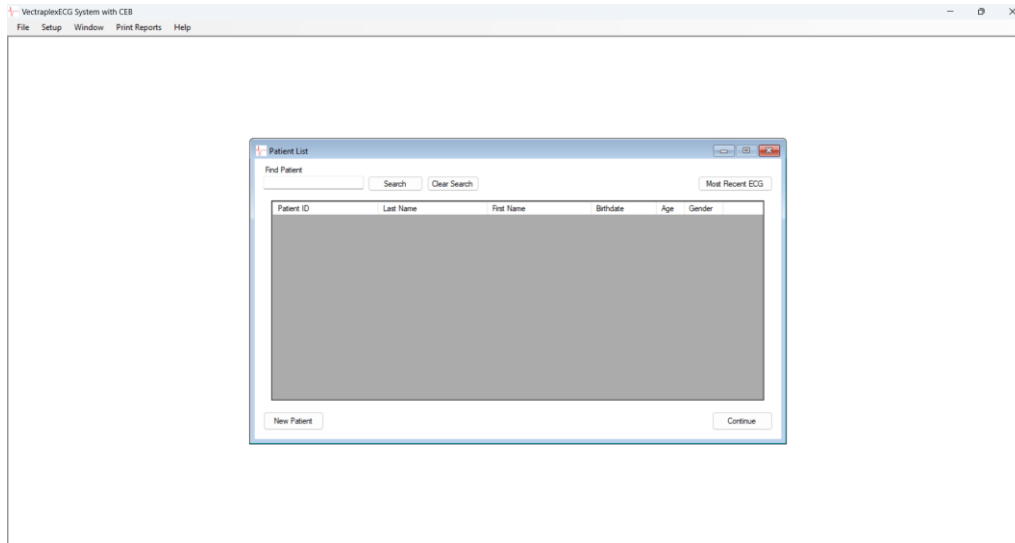 VectraplexECG System with CEB
File Setup Window Print Reports Help
Patient List
Find Patient
Search Clear Search Most Recent ECG
Patient ID Last Name First Name Birthdate Age Gender
New Patient Continue